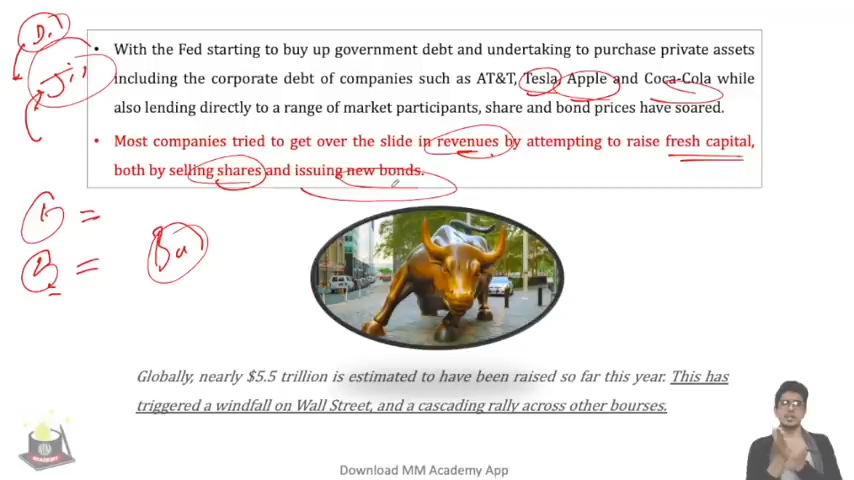 • With the Fed starting to buy up government debt and undertaking to purchase private assets
including the corporate debt of companies such as AT&T, Tesla, Apple and Coca-Cola while
also lending directly to a range of market participants, share and bond prices have soared.
• Most companies tried to get over the slide in revenues by attempting to raise fresh capital,
both by selling shares and issuing new bonds.
Globally, nearly $5.5 trillion is estimated to have been raised so far this year. This has
triggered a windfall on Wall Street, and a cascading rally across other bourses.
Download MM Academy App